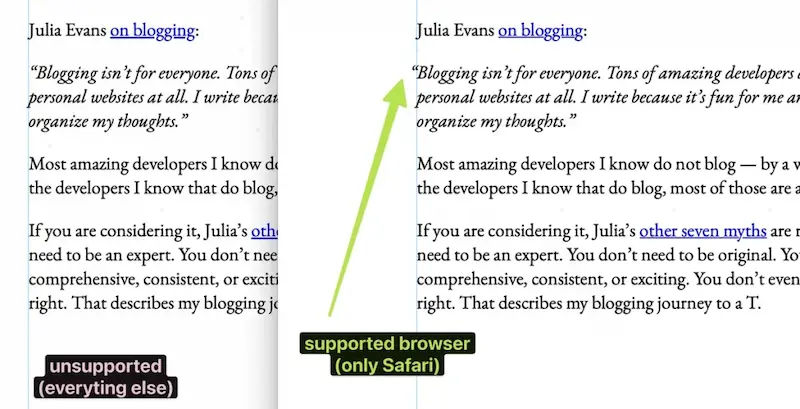 Julia Evans on blogging:
“Blogging isn’t for everyone. Tons of
personal websites at all. I write becau
organize my thoughts.”
Most amazing developers I know do
the developers I know that do blog,
If you are considering it, Julia’s othe
need to be an expert. You don’t nee
comprehensive, consistent, or exciti
right. That describes my blogging jo
unsupported
(everyting else)
Julia Evans on blogging:
“Blogging isn’t for everyone. Tons of amazing developers
personal websites at all. I write because it’s fun for me an
organize my thoughts.”
Most amazing developers I know do not blog — by a w
the developers I know that do blog, most of those are a
If you are considering it, Julia’s other seven myths are r
need to be an expert. You don’t need to be original. Yo
comprehensive, consistent, or exciting. You don’t even
right. That describes my blogging journey to a T.
supported browser
(only Safari)